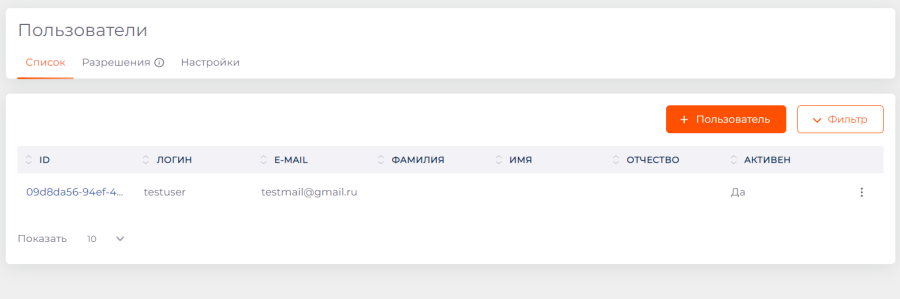 Пользователи
Список Разрешения Настройки
+ Пользователь Фильтр
ID ЛОГИН E-MAIL ФАМИЛИЯ ИМЯ ОТЧЕСТВО АКТИВЕН
09d8da56-94ef-4... testuser testmail@gmail.ru Да
Показать 10